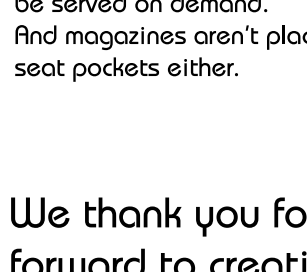 be served on demand.
And magazines aren't plac
seat pockets either.
We thank you fo
forward to creati